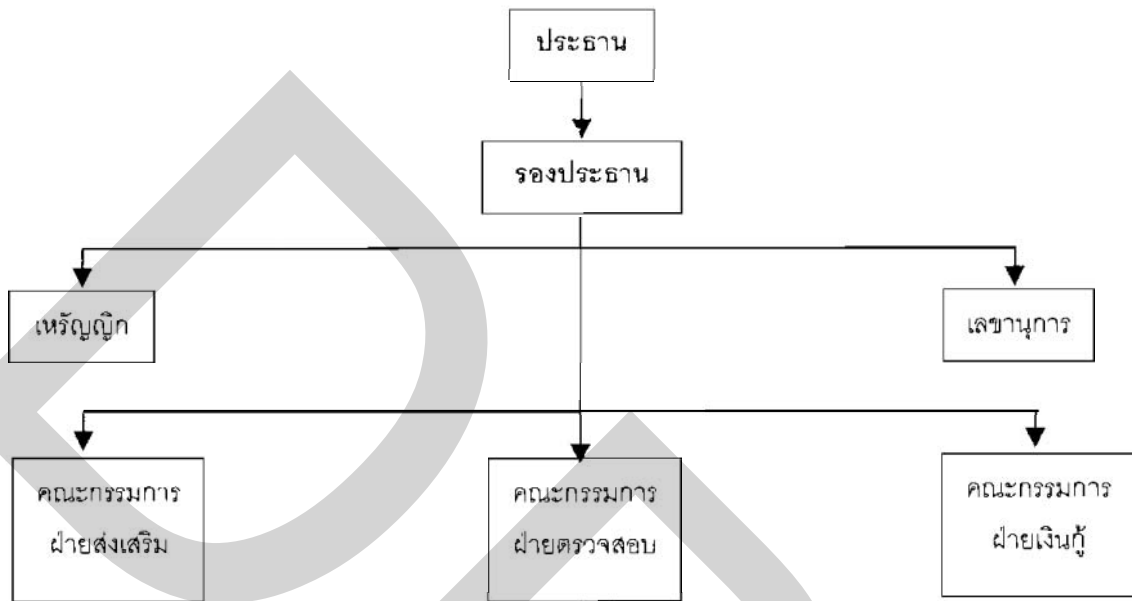 ประธาน
รองประธาน
เหรัญญิก
เลขานุการ
คณะกรรมการ
ฝ่ายส่งเสริม
คณะกรรมการ
ฝ่ายตรวจสอบ
คณะกรรมการ
ฝ่ายเงินกู้